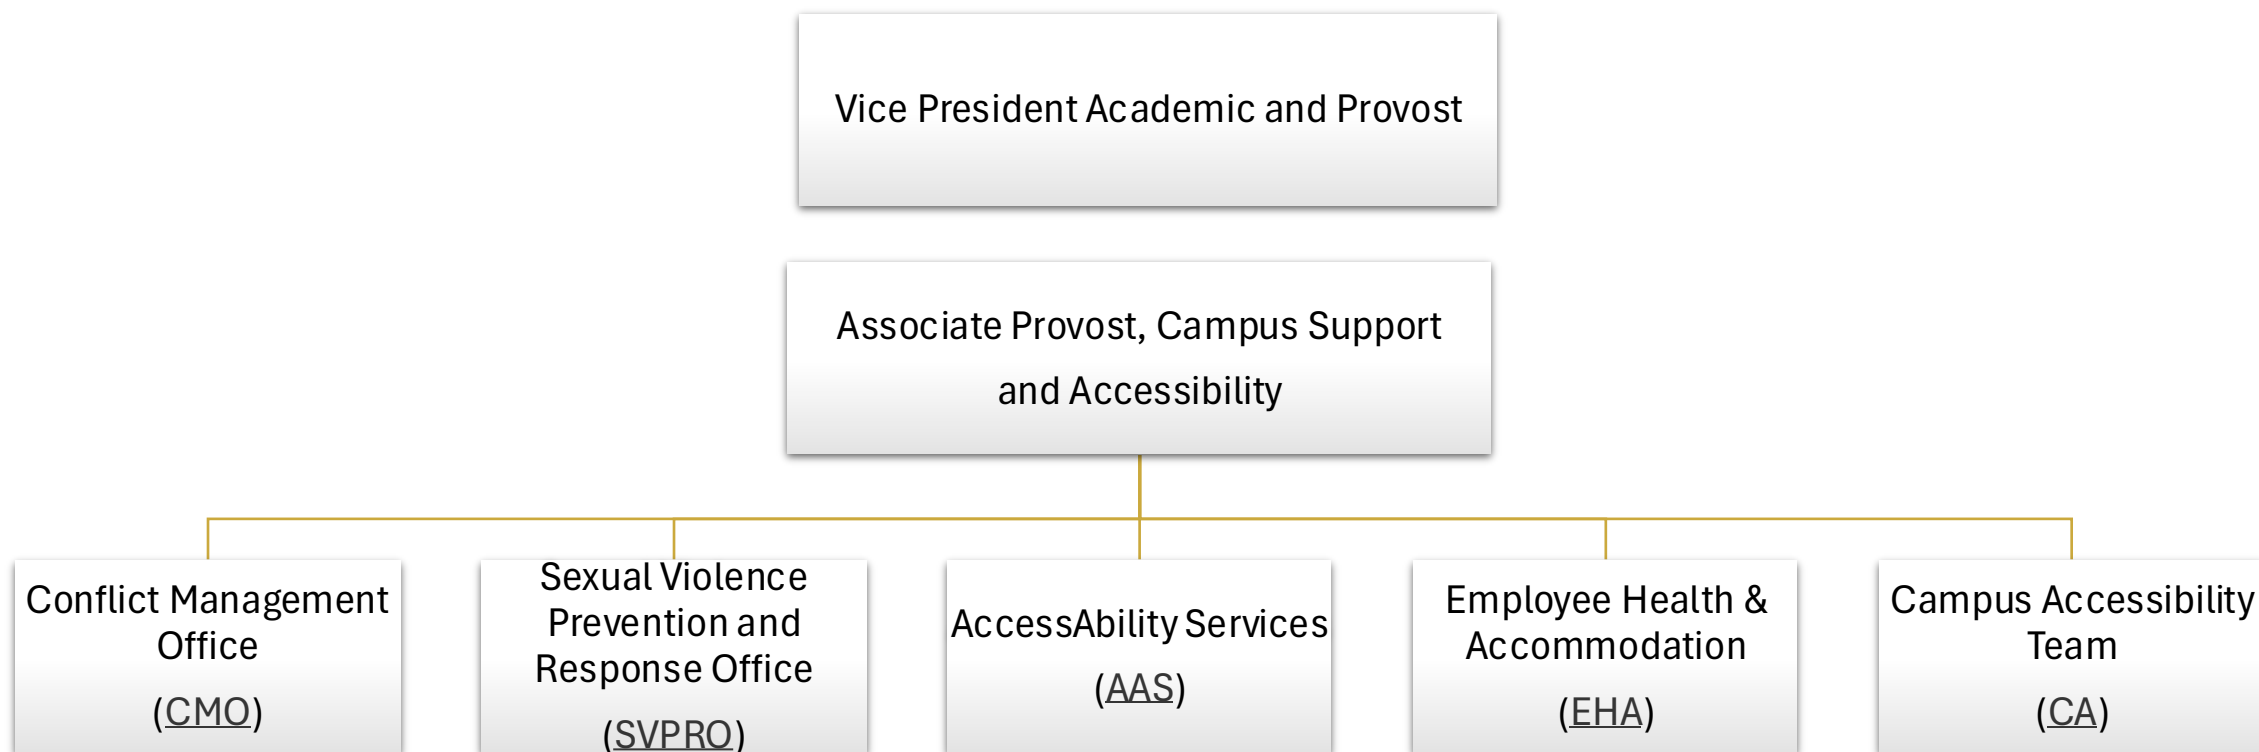 Vice President Academic and Provost
Associate Provost, Campus Support
and Accessibility
Conflict Management
Office
(CMO)
Sexual Violence
Prevention and
Response Office
(SVPRO)
AccessAbility Services
(AAS)
Employee Health &
Accommodation
(EHA)
Campus Accessibility
Team
(CA)